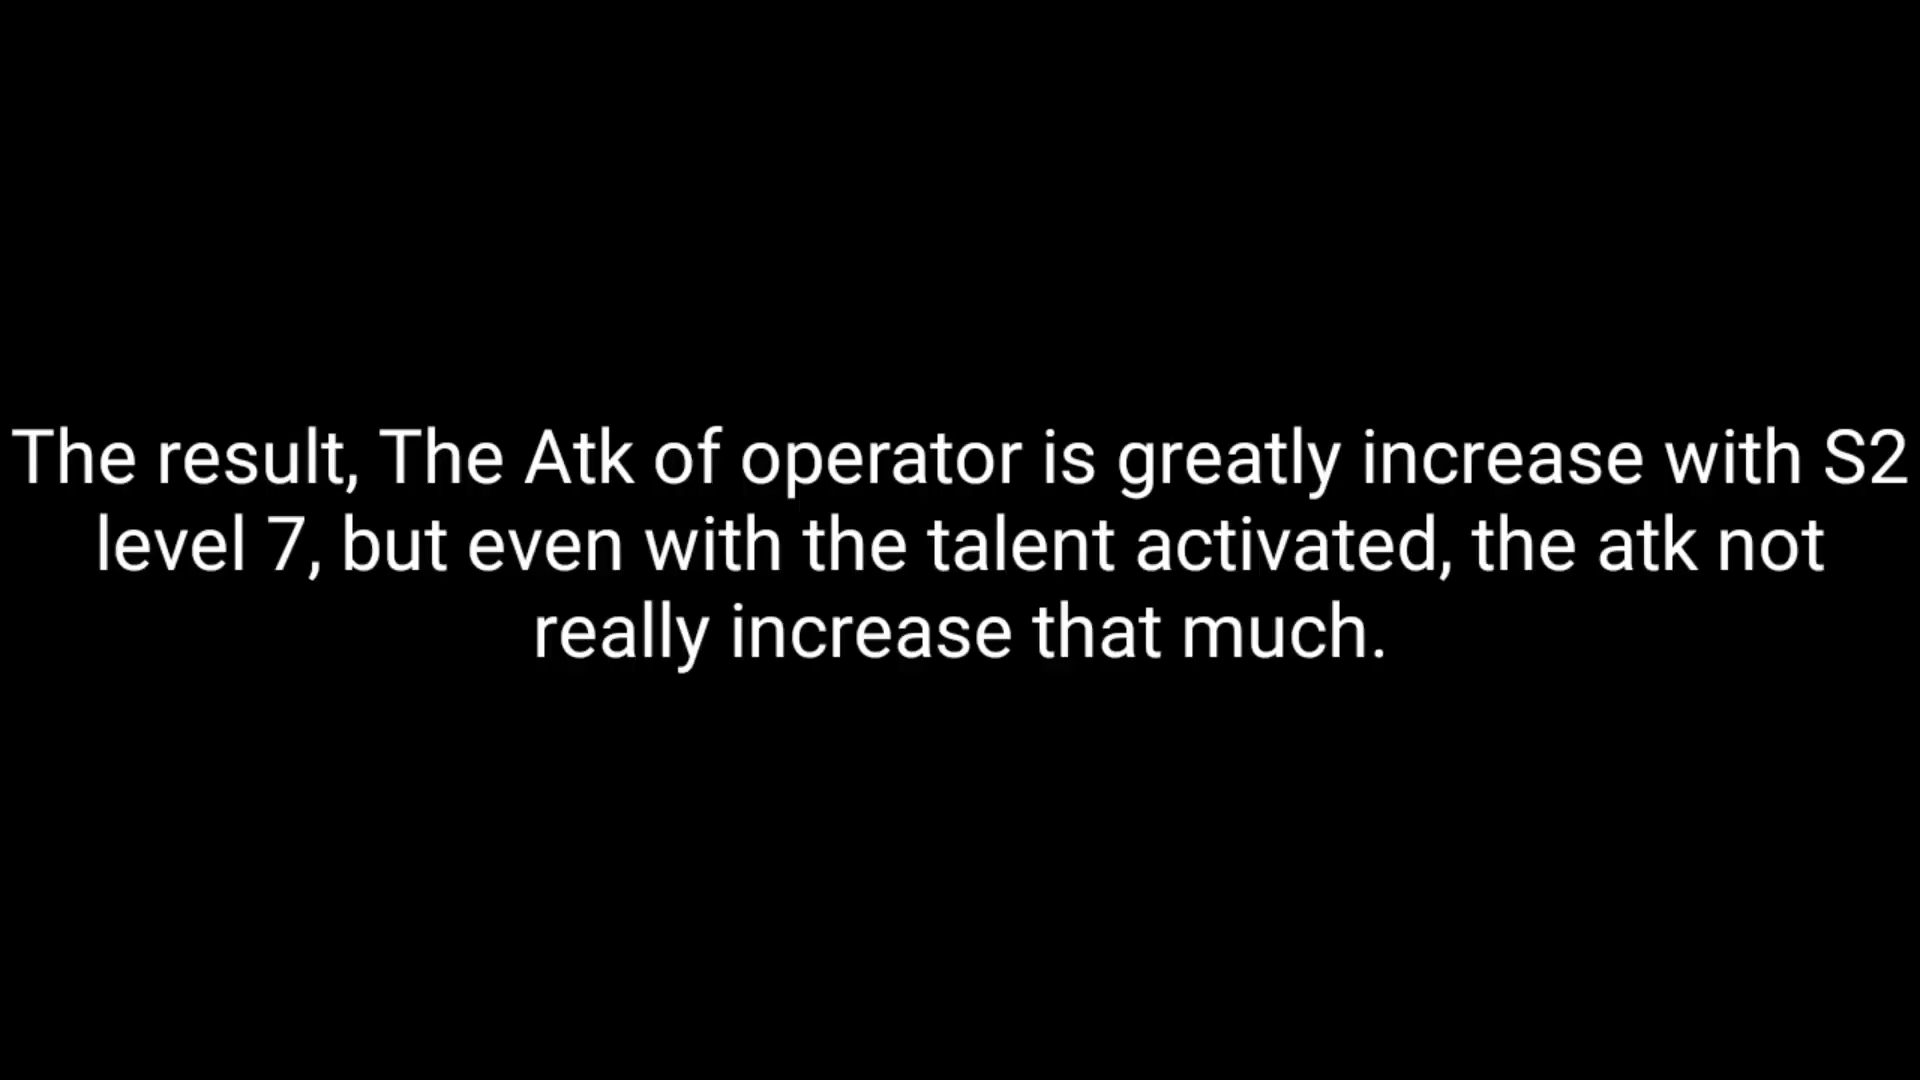 The result, The Atk of operator is greatly increase with S2
level 7, but even with the talent activated, the atk not
really increase that much.